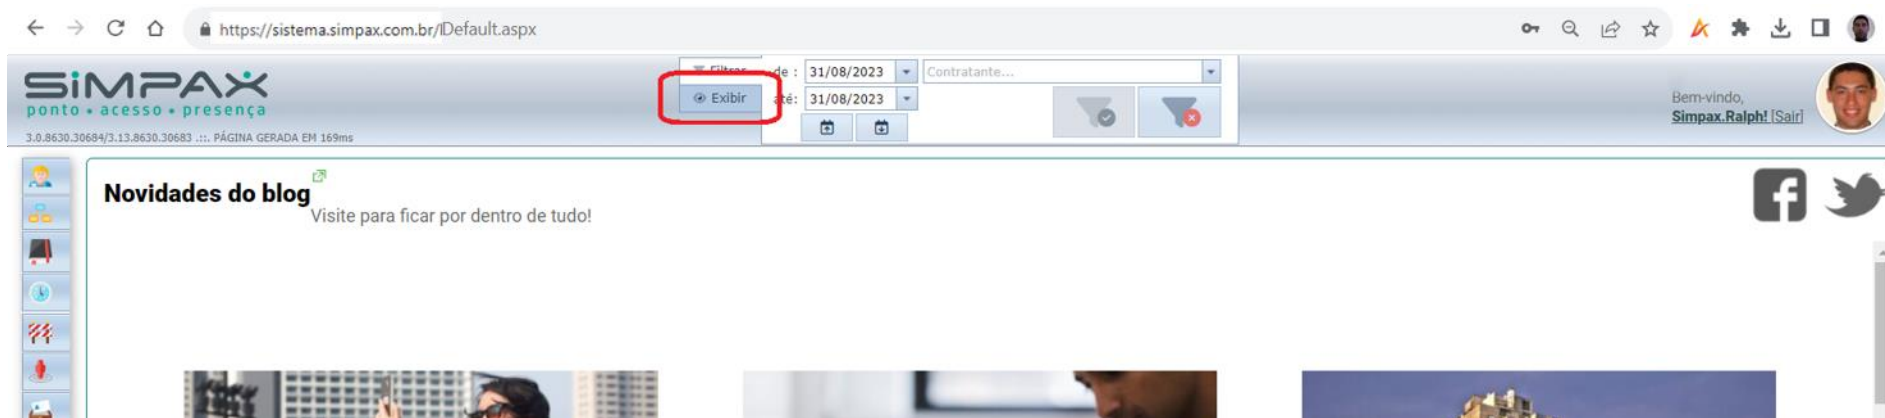 https://sistema.simpax.com.br/Default.aspx
SiMPAX
ponto • acesso • presença
3.0.8630.30684/3.13.8630.30683 .::. PÁGINA GERADA EM 169ms
Filtrar
Exibir
de : 31/08/2023 Contratante...
até: 31/08/2023
Bem-vindo,
Simpax.Ralph! [Sair]
Novidades do blog
Visite para ficar por dentro de tudo!